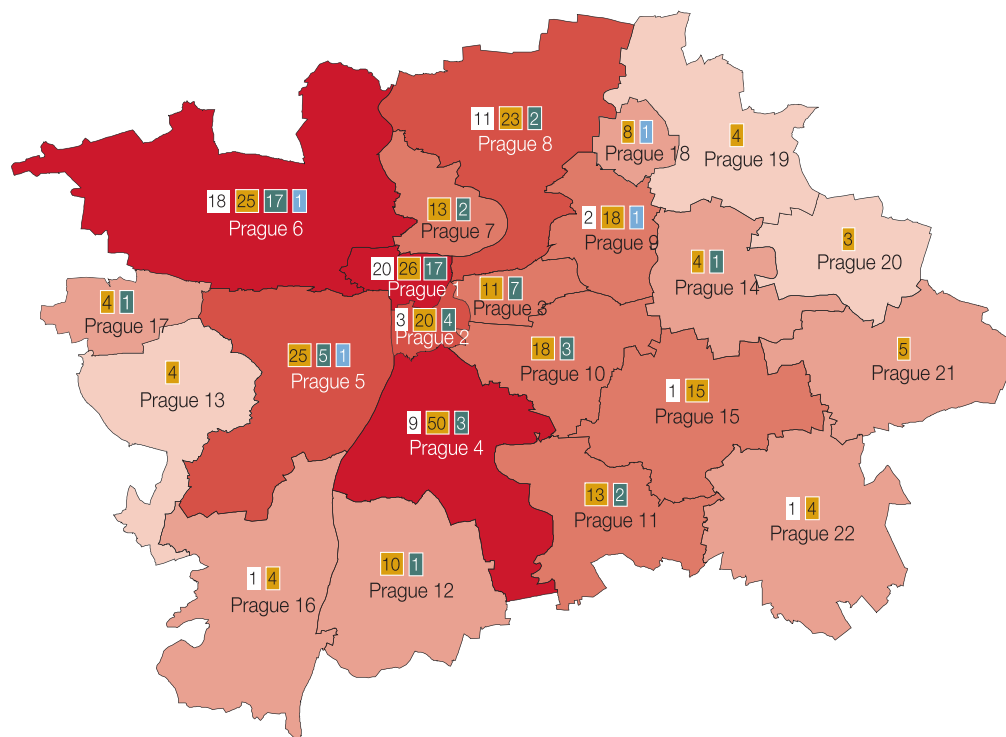 11 23 2
Prague 8
8 1
Prague 18
4
Prague 19
18 25 17 1
Prague 6
13 2
Prague 7
2 18 1
Prague 9
3
Prague 20
20 26 17
Prague 1
4 1
Prague 14
4 1
Prague 17
11 7
Prague 3
3 20 4
Prague 2
25 5 1
Prague 5
18 3
Prague 10
5
Prague 21
4
Prague 13
1 15
Prague 15
9 50 3
Prague 4
13 2
Prague 11
1 4
Prague 22
1 4
Prague 16
10 1
Prague 12